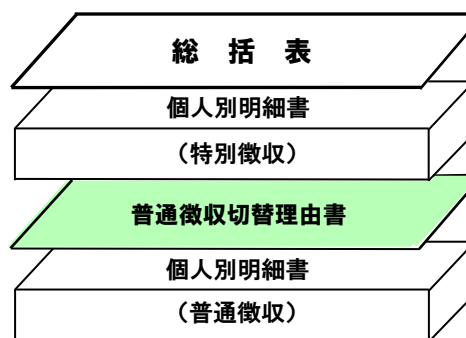 総　括　表
個人別明細書
（特別徴収）
普通徴収切替理由書
個人別明細書
（普通徴収）